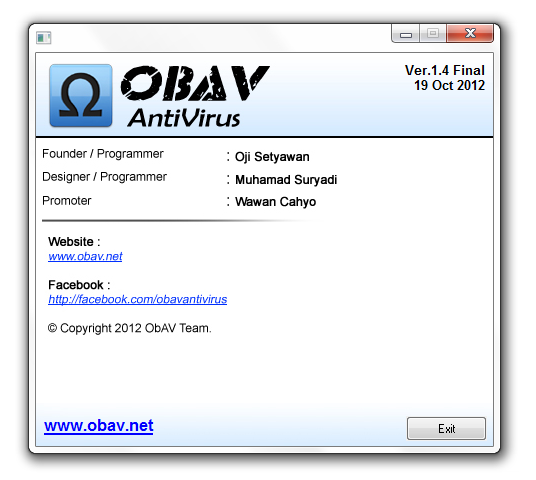 OBAV
AntiVirus
Ver.1.4 Final
19 Oct 2012
Founder / Programmer : Oji Setyawan
Designer / Programmer : Muhamad Suryadi
Promoter : Wawan Cahyo
Website :
www.obav.net
Facebook :
http://facebook.com/obavantivirus
© Copyright 2012 ObAV Team.
www.obav.net
Exit